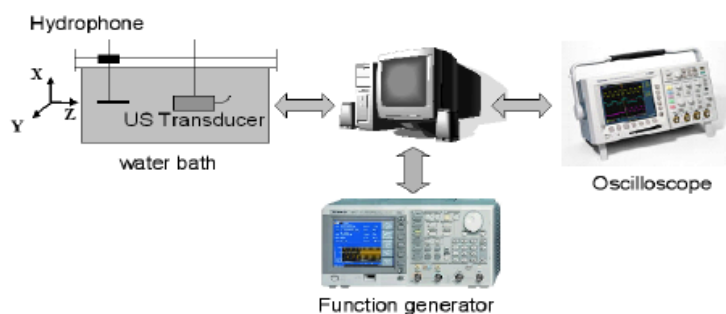 Hydrophone
X
Y
Z
US Transducer
water bath
Oscilloscope
Function generator